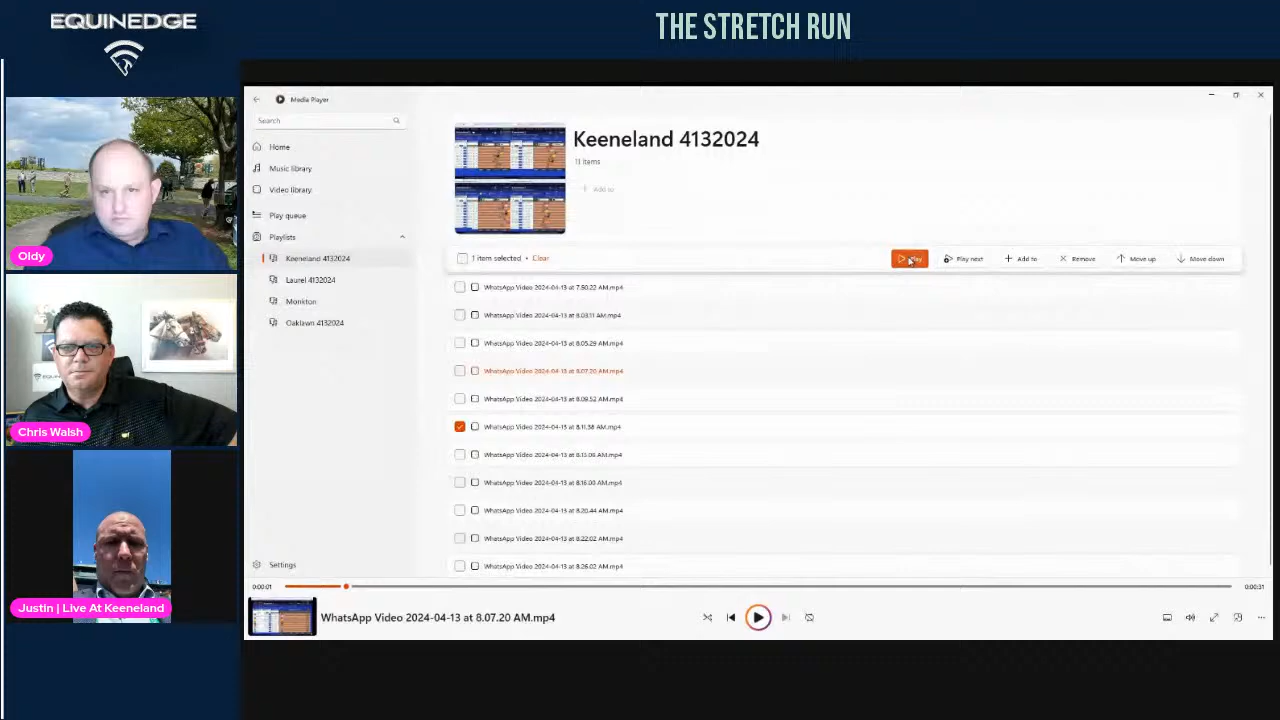 EQUINEDGE
THE STRETCH RUN
Oldy
Chris Walsh
Justin | Live At Keeneland
Media Player
Search
Home
Music library
Video library
Play queue
Playlists
Keeneland 4132024
Laurel 4132024
Monkton
Oaklawn 4132024
Settings
Keeneland 4132024
11 items
Add to
1 item selected • Clear
Play next
Add to
Remove
Move up
Move down
WhatsApp Video 2024-04-13 at 7.50.22 AM.mp4
WhatsApp Video 2024-04-13 at 8.03.11 AM.mp4
WhatsApp Video 2024-04-13 at 8.05.29 AM.mp4
WhatsApp Video 2024-04-13 at 8.07.20 AM.mp4
WhatsApp Video 2024-04-13 at 8.09.52 AM.mp4
WhatsApp Video 2024-04-13 at 8.11.38 AM.mp4
WhatsApp Video 2024-04-13 at 8.15.06 AM.mp4
WhatsApp Video 2024-04-13 at 8.16.00 AM.mp4
WhatsApp Video 2024-04-13 at 8.20.44 AM.mp4
WhatsApp Video 2024-04-13 at 8.22.02 AM.mp4
WhatsApp Video 2024-04-13 at 8.26.02 AM.mp4
0:00:01
0:00:31
WhatsApp Video 2024-04-13 at 8.07.20 AM.mp4